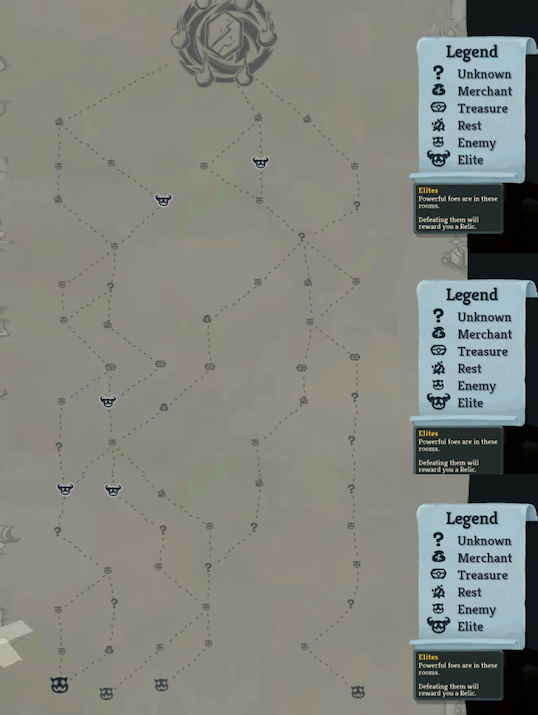 Legend
? Unknown
Merchant
Treasure
Rest
Enemy
Elite
Elites
Powerful foes are in these
rooms.
Defeating them will
reward you a Relic.
Legend
? Unknown
Merchant
Treasure
Rest
Enemy
Elite
Elites
Powerful foes are in these
rooms.
Defeating them will
reward you a Relic.
Legend
? Unknown
Merchant
Treasure
Rest
Enemy
Elite
Elites
Powerful foes are in these
rooms.
Defeating them will
reward you a Relic.